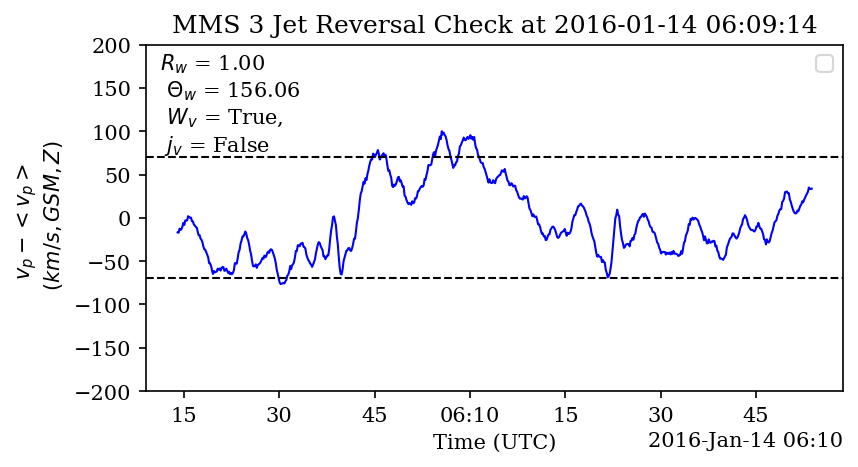 MMS 3 Jet Reversal Check at 2016-01-14 06:09:14
R_w = 1.00
Θ_w = 156.06
W_v = True,
j_v = False
v_p − < v_p >
(km/s, GSM, Z)
200
150
100
50
0
−50
−100
−150
−200
15 30 45 06:10 15 30 45
Time (UTC)
2016-Jan-14 06:10